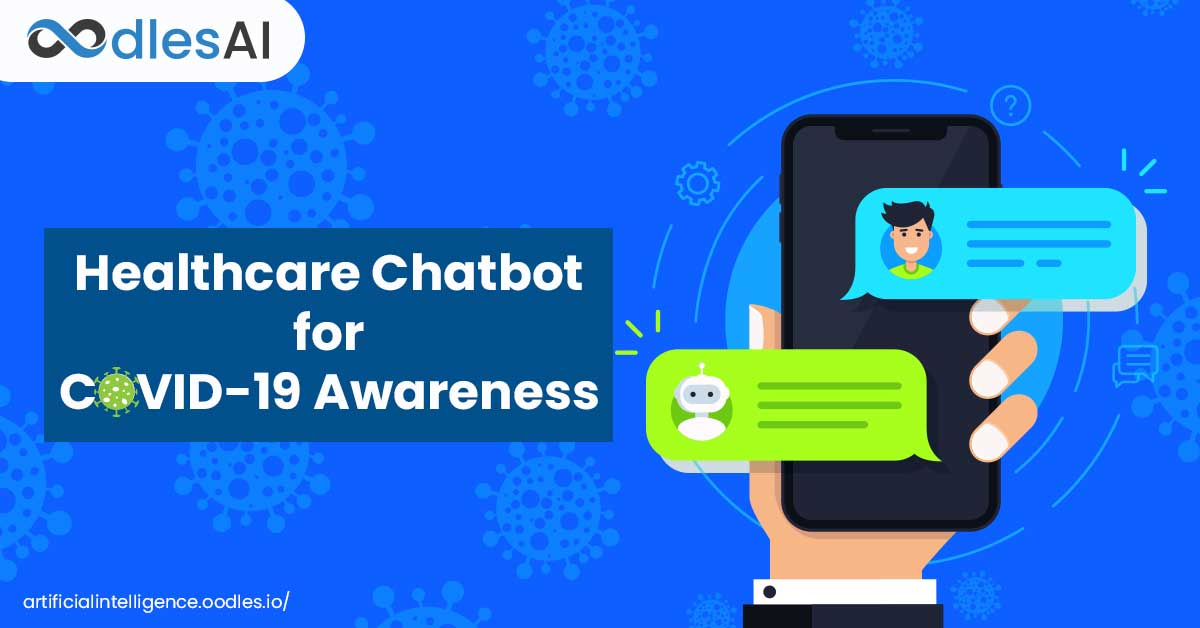 oodlesAI
Healthcare Chatbot
for
COVID-19 Awareness
?
artificialintelligence.oodles.io/